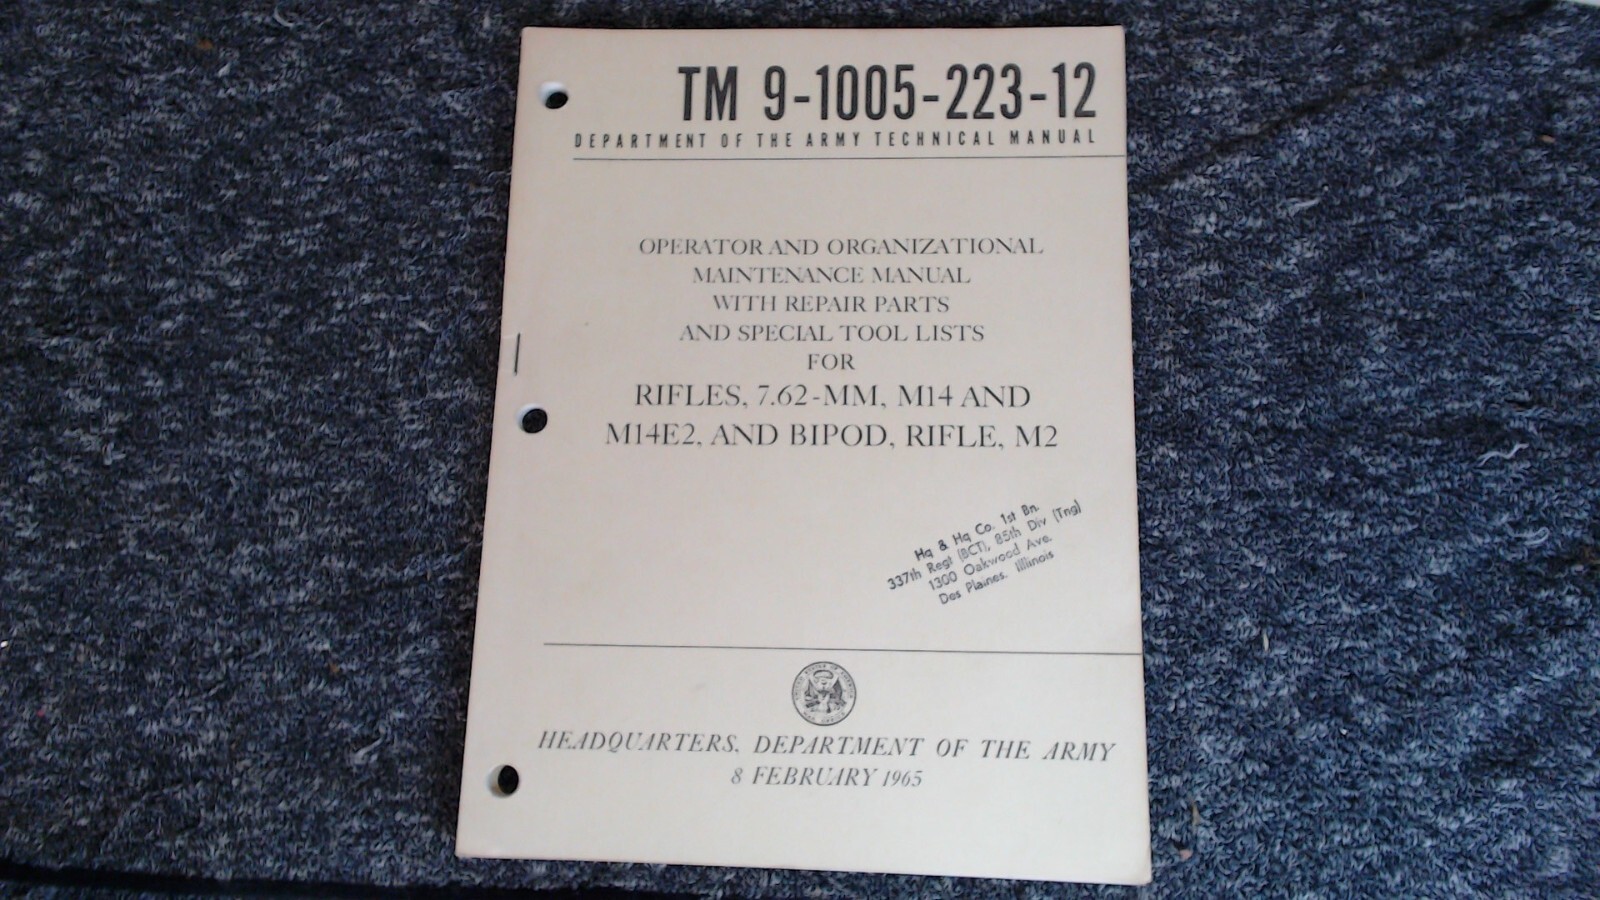 TM 9-1005-223-12
DEPARTMENT OF THE ARMY TECHNICAL MANUAL
OPERATOR AND ORGANIZATIONAL
MAINTENANCE MANUAL
WITH REPAIR PARTS
AND SPECIAL TOOL LISTS
FOR
RIFLES, 7.62-MM, M14 AND
M14E2, AND BIPOD, RIFLE, M2
Hq & Hq Co. 1st Bn.
337th Regt (BCT), 85th Div (Tng)
1300 Oakwood Ave.
Des Plaines, Illinois
HEADQUARTERS, DEPARTMENT OF THE ARMY
8 FEBRUARY 1965